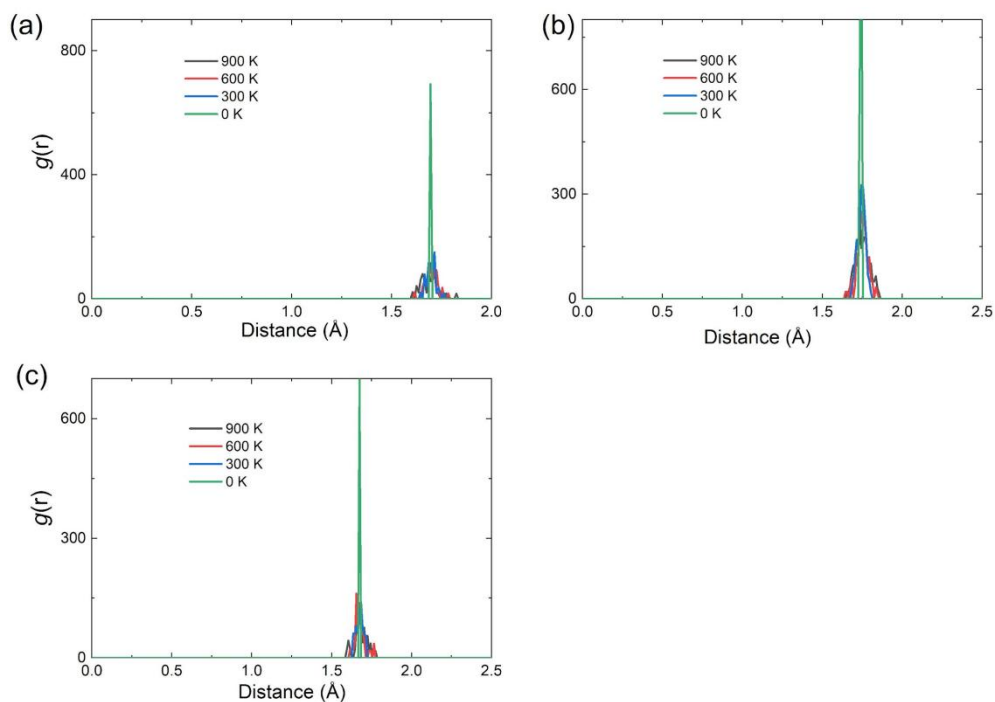 (a)
800
400
0
g(r)
900 K
600 K
300 K
0 K
0.0 0.5 1.0 1.5 2.0
Distance (Å)
(b)
600
300
0
900 K
600 K
300 K
0 K
0.0 0.5 1.0 1.5 2.0 2.5
Distance (Å)
(c)
600
300
0
g(r)
900 K
600 K
300 K
0 K
0.0 0.5 1.0 1.5 2.0 2.5
Distance (Å)